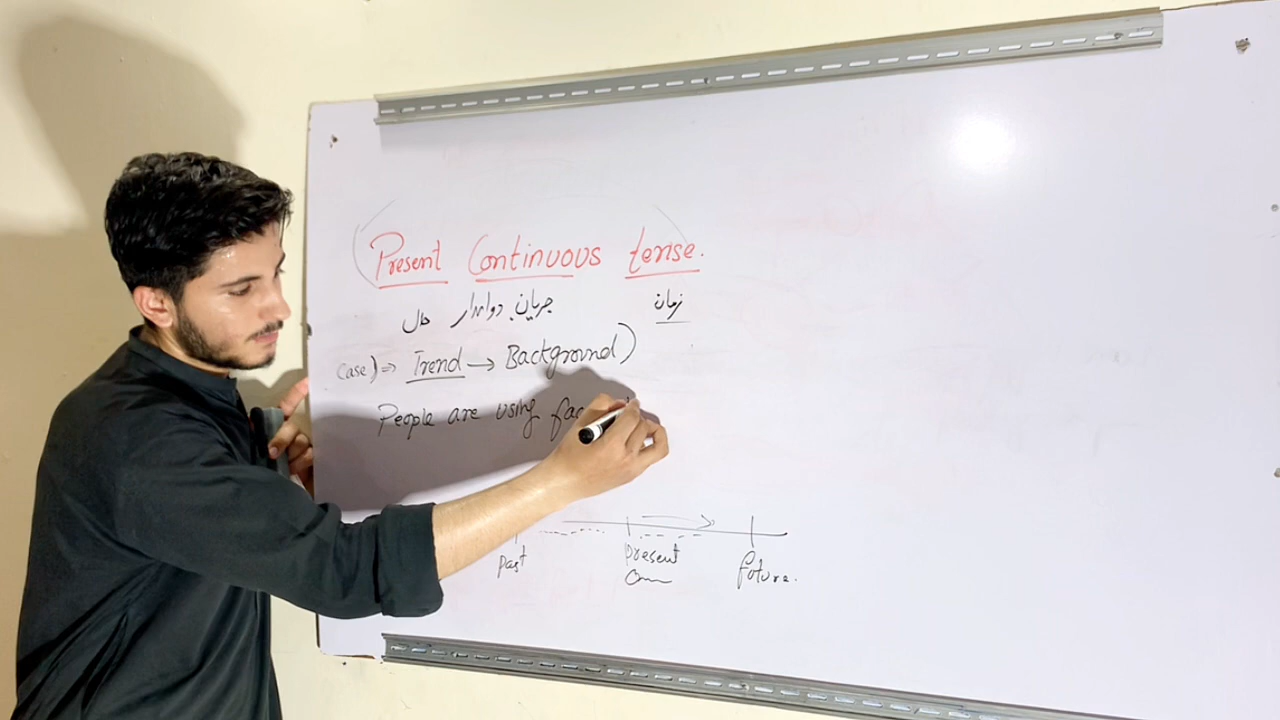 Present Continuous tense.
حال دوامدار جریان زمان
Case) ⇒ Trend → Background)
People are using fac
Past Present future.